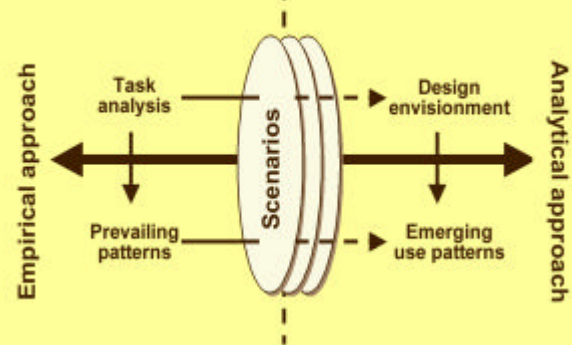 Empirical approach
Task
analysis
Prevailing
patterns
Scenarios
Design
envisionment
Emerging
use patterns
Analytical approach